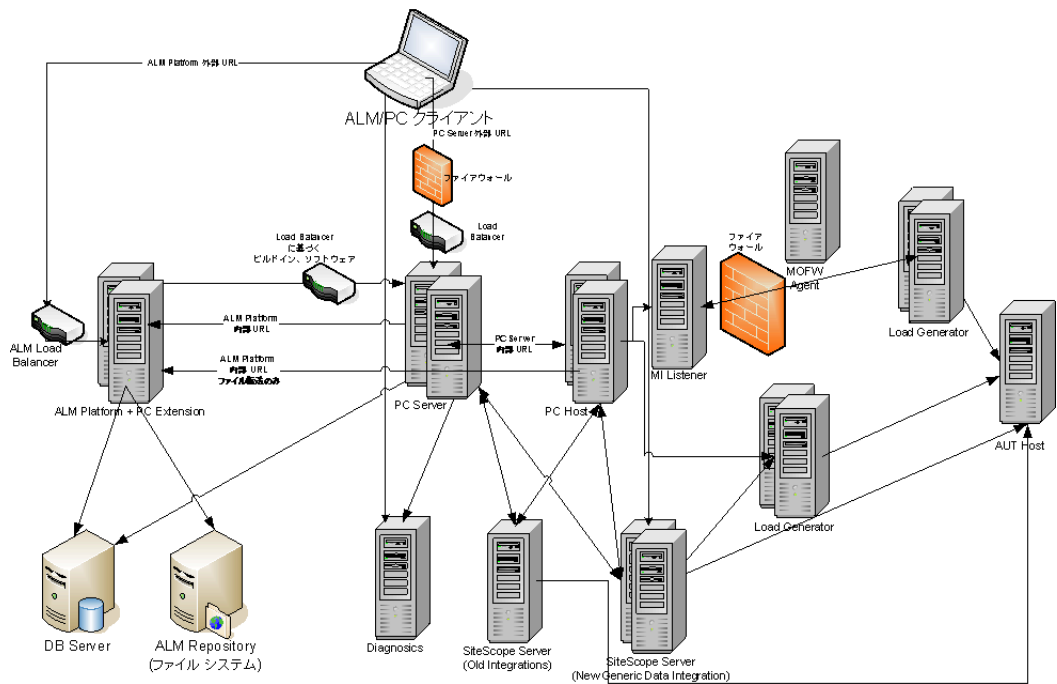 ALM Platform 外部 URL
ALM/PC クライアント
PC Server 外部 URL
ファイアウォール
Load
Balancer
Load Balancer
に基づく
ビルドイン、ソフトウェア
ファイア
ウォール
MOFW
Agent
Load Generator
ALM Platform
内部 URL
PC Server
内部 URL
ALM Load
Balancer
ALM Platform
内部 URL
ファイル転送のみ
MI Listener
ALM Platform + PC Extension
PC Server
PC Host
AUT Host
Load Generator
DB Server
ALM Repository
(ファイル システム)
Diagnostics
SiteScope Server
(Old Integrations)
SiteScope Server
(New Generic Data Integration)